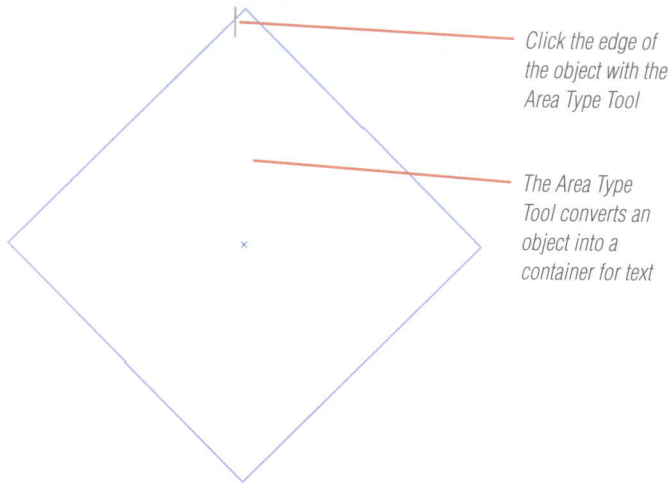 Click the edge of
the object with the
Area Type Tool
The Area Type
Tool converts an
object into a
container for text